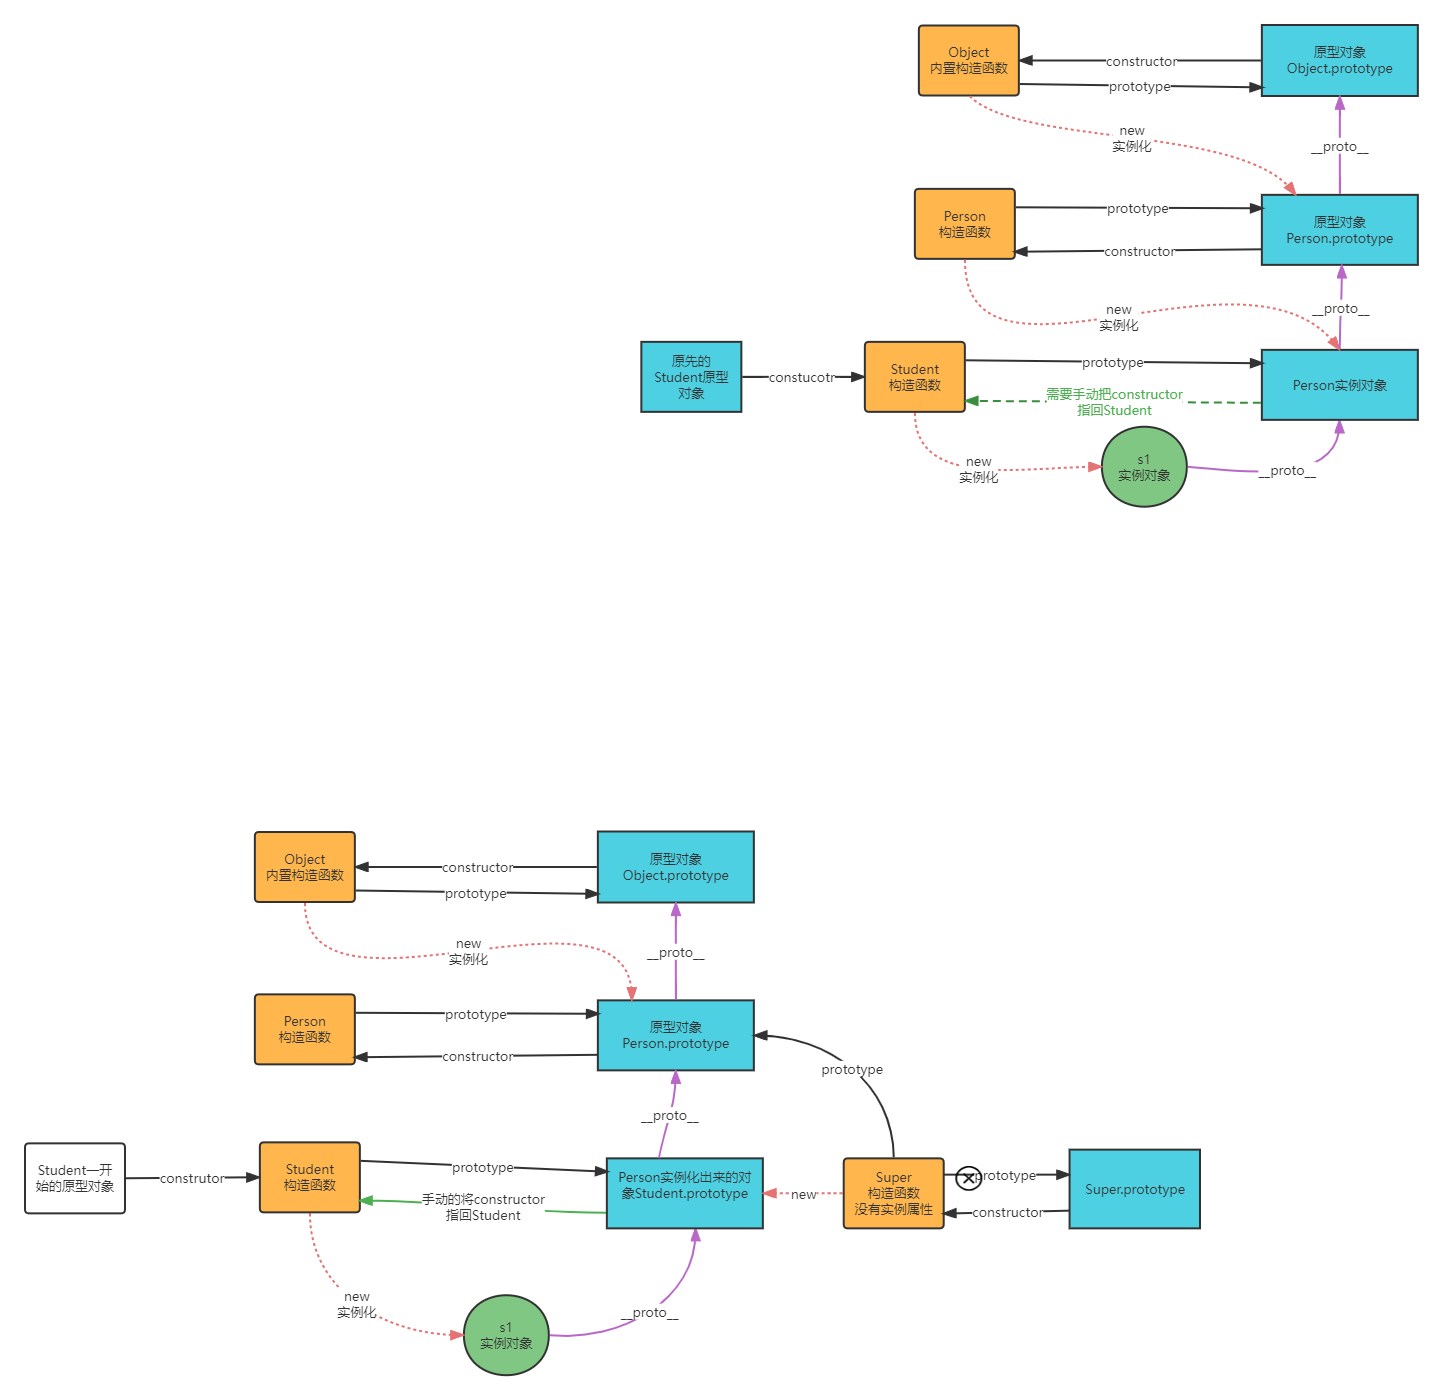 Object
内置构造函数
constructor
prototype
原型对象
Object.prototype
new
实例化
__proto__
Person
构造函数
prototype
constructor
原型对象
Person.prototype
new
实例化
__proto__
原先的
Student原型
对象
constucotr
Student
构造函数
prototype
需要手动把constructor
指回Student
Person实例对象
new
实例化
s1
实例对象
__proto__
Object
内置构造函数
constructor
prototype
原型对象
Object.prototype
new
实例化
__proto__
Person
构造函数
prototype
constructor
原型对象
Person.prototype
prototype
__proto__
Student一开
始的原型对象
construtor
Student
构造函数
prototype
手动的将constructor
指回Student
Person实例化出来的对
象Student.prototype
new
Super
构造函数
没有实例属性
prototype
constructor
Super.prototype
new
实例化
s1
实例对象
__proto__